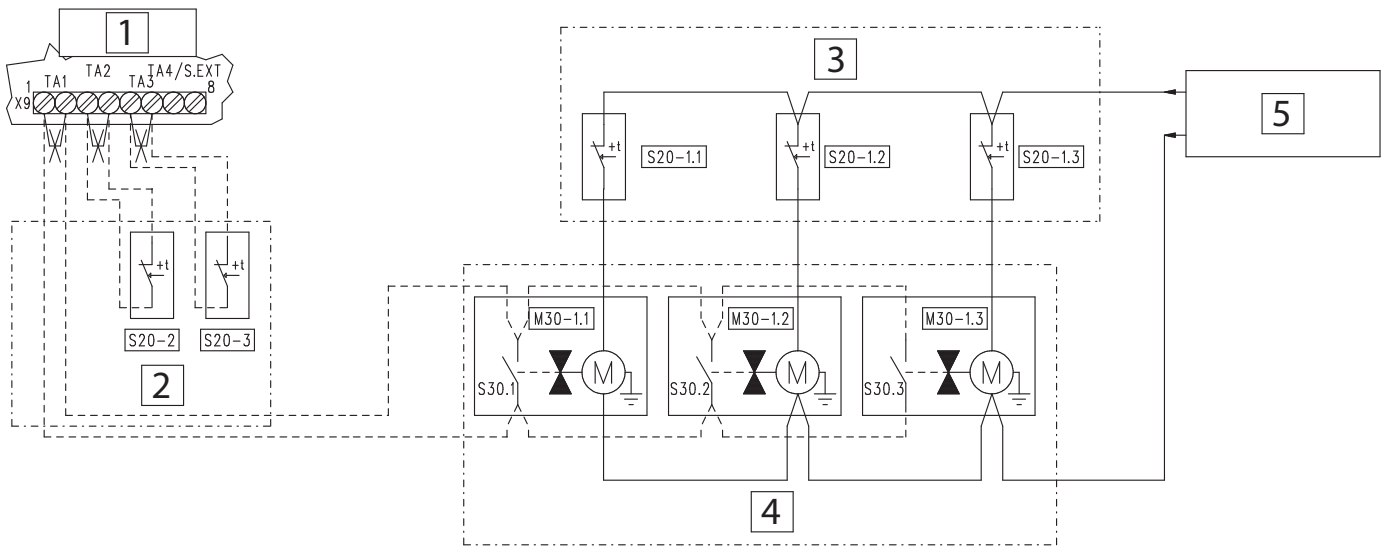 1
3
TA2 TA4/S.EXT
1 TA1 TA3 8
X9
5
+t S20-1.1 +t S20-1.2 +t S20-1.3
+t +t
M30-1.1 M30-1.2 M30-1.3
S20-2 S20-3
2
S30.1 M S30.2 M S30.3 M
4